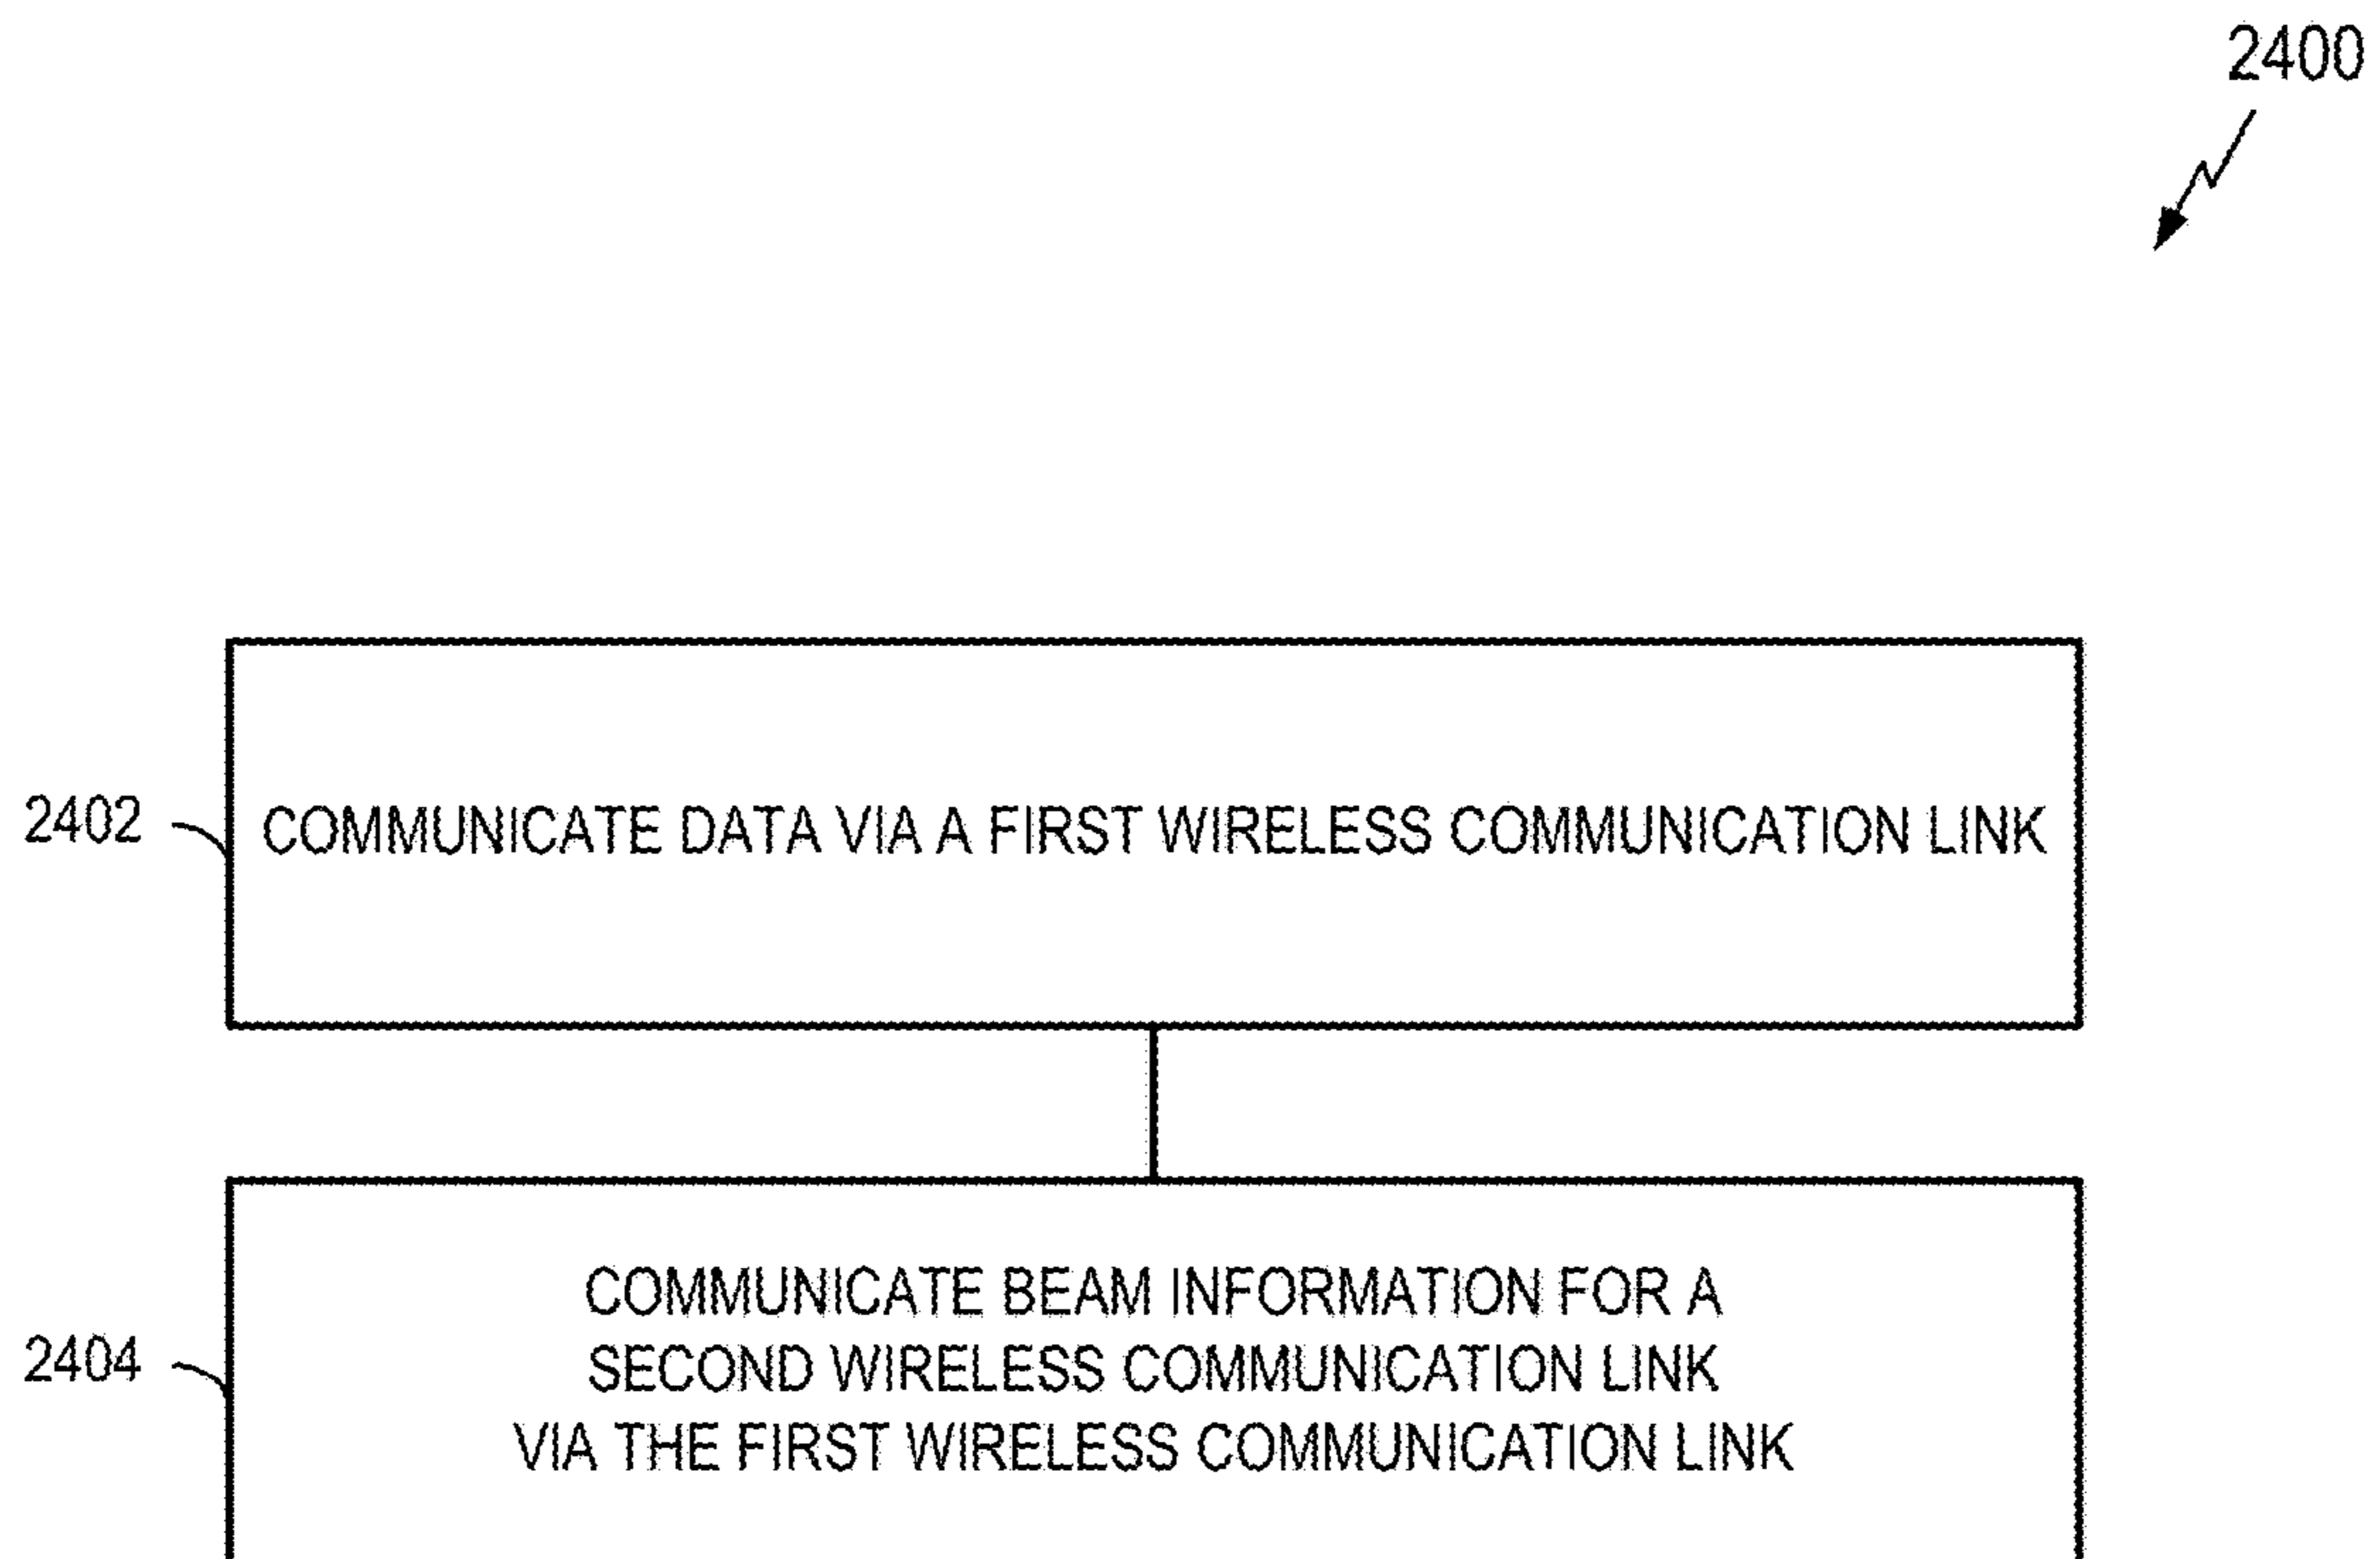 2400
2402
COMMUNICATE DATA VIA A FIRST WIRELESS COMMUNICATION LINK
COMMUNICATE BEAM INFORMATION FOR A
2404
SECOND WIRELESS COMMUNICATION LINK
VIA THE FIRST WIRELESS COMMUNICATION LINK